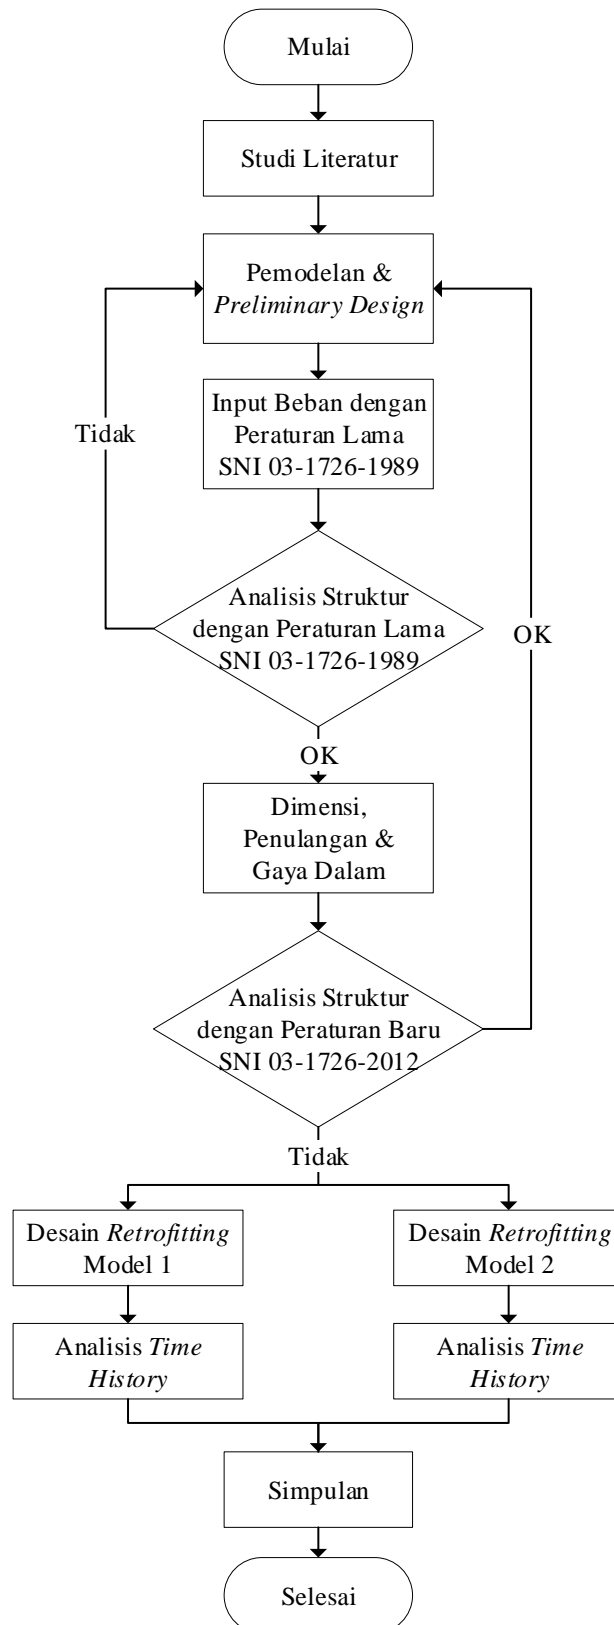 Mulai
Studi Literatur
Pemodelan &
Preliminary Design
Input Beban dengan
Peraturan Lama
SNI 03-1726-1989
Tidak
Analisis Struktur
dengan Peraturan Lama
SNI 03-1726-1989
OK
OK
Dimensi,
Penulangan &
Gaya Dalam
Analisis Struktur
dengan Peraturan Baru
SNI 03-1726-2012
Tidak
Desain Retrofitting
Model 1
Desain Retrofitting
Model 2
Analisis Time
History
Analisis Time
History
Simpulan
Selesai